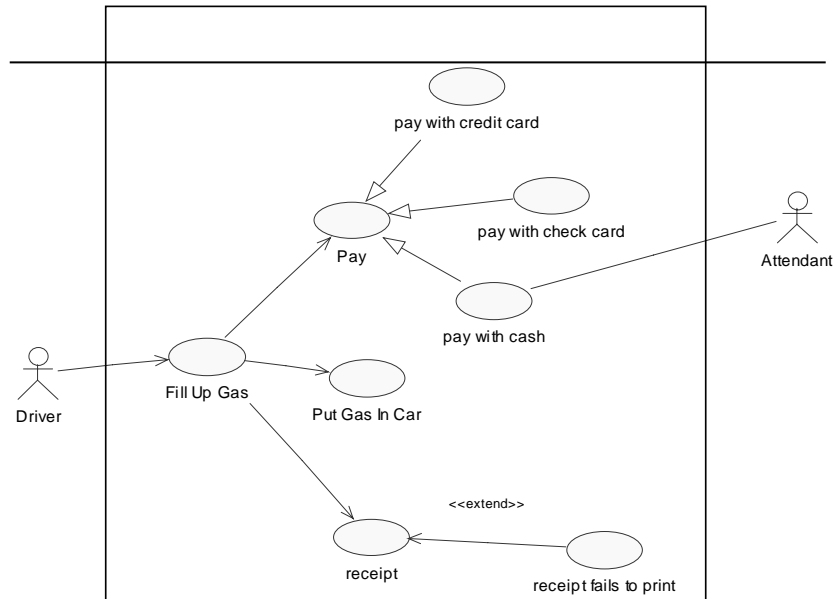 pay with credit card
pay with check card
Pay
Attendant
pay with cash
Fill Up Gas
Driver
Put Gas In Car
<<extend>>
receipt
receipt fails to print